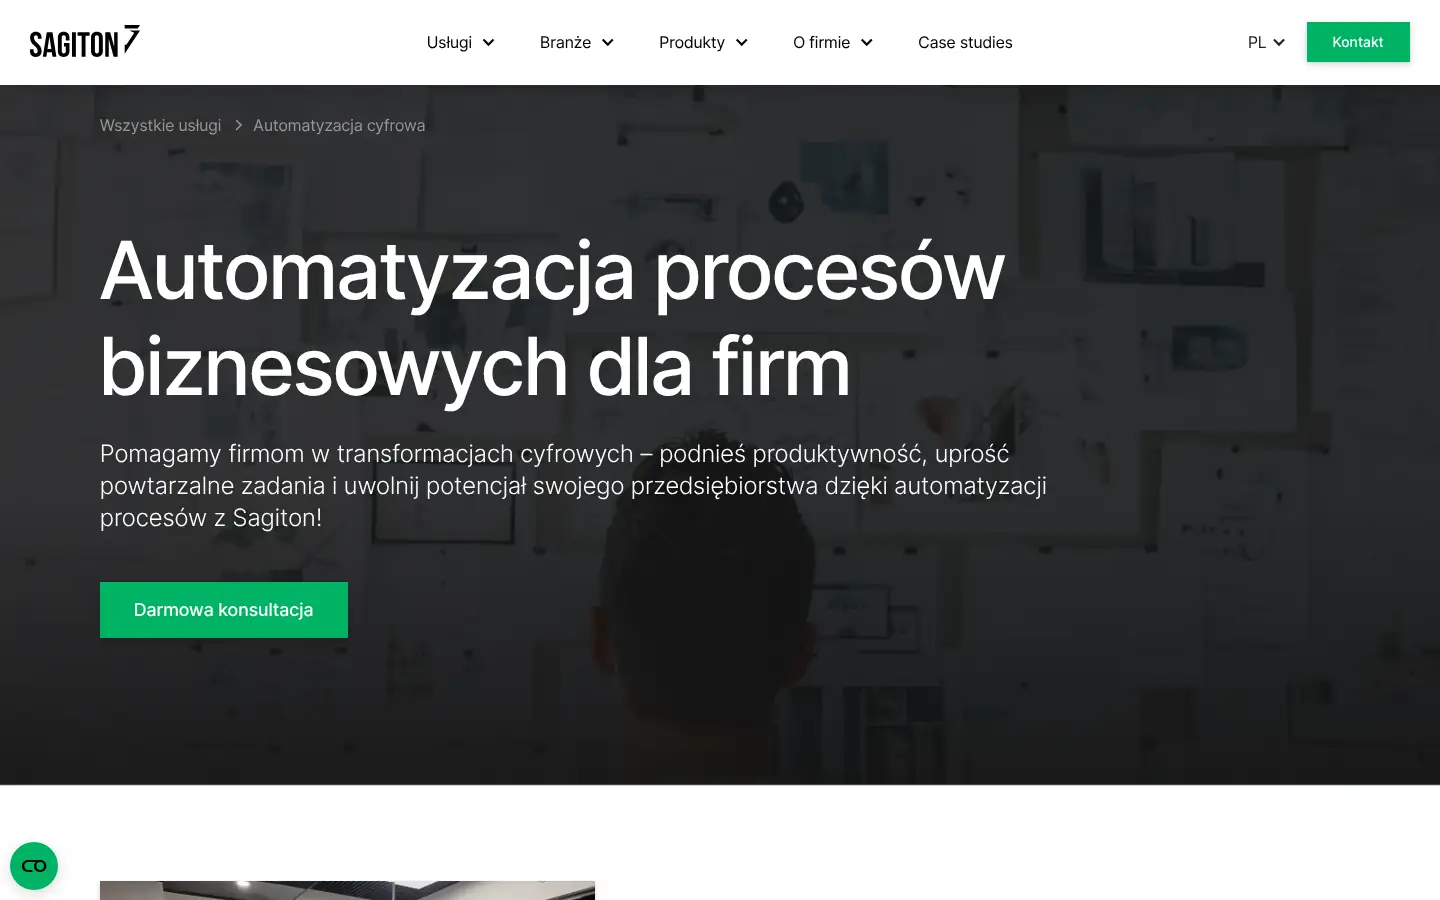 SAGITON
Usługi
Branże
Produkty
O firmie
Case studies
PL
Kontakt
Wszystkie usługi
Automatyzacja cyfrowa
Automatyzacja procesów
biznesowych dla firm
Pomagamy firmom w transformacjach cyfrowych – podnieś produktywność, uprość
powtarzalne zadania i uwolnij potencjał swojego przedsiębiorstwa dzięki automatyzacji
procesów z Sagiton!
Darmowa konsultacja